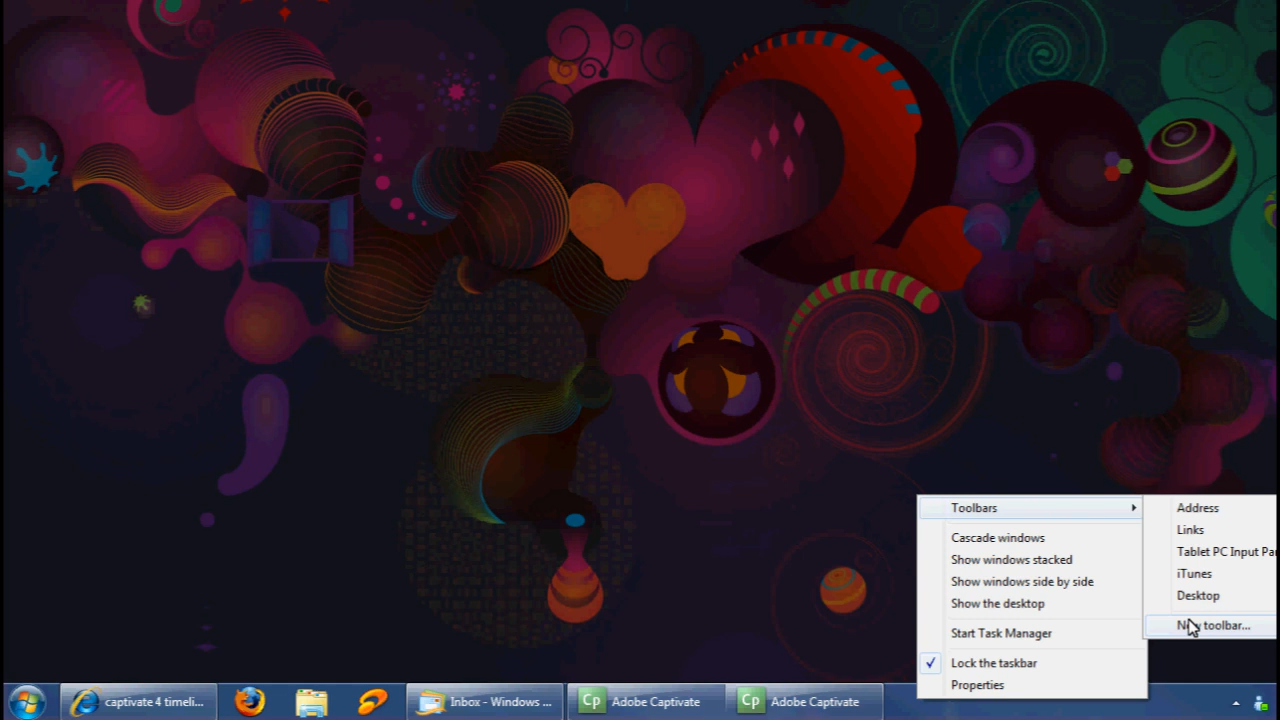 Toolbars
Cascade windows
Show windows stacked
Show windows side by side
Show the desktop
Start Task Manager
Lock the taskbar
Properties
Address
Links
Tablet PC Input Pa
iTunes
Desktop
toolbar...
captivate 4 timeli...
Inbox - Windows ...
Cp Adobe Captivate
Cp Adobe Captivate